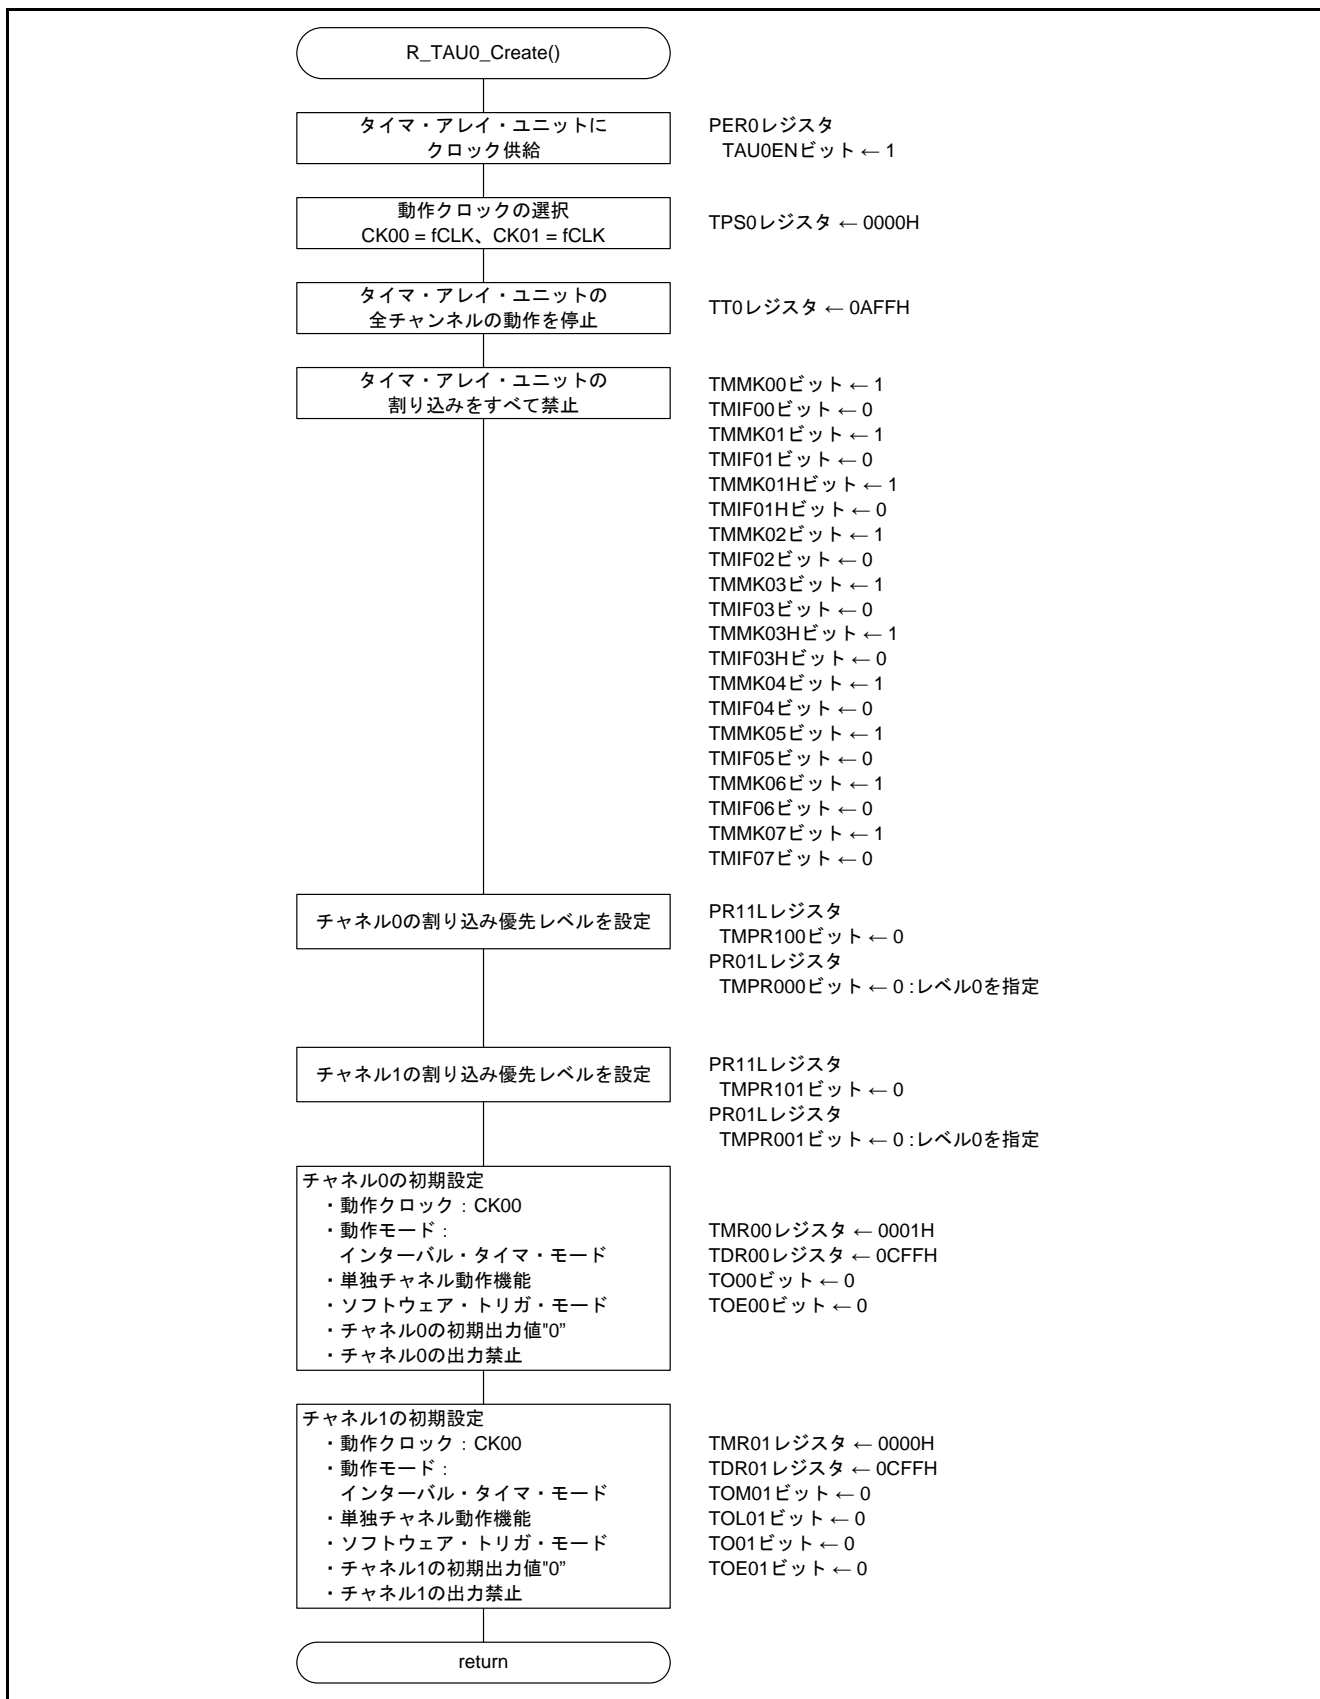 R_TAU0_Create()
タイマ・アレイ・ユニットに
クロック供給
PER0レジスタ
TAU0ENビット ← 1
動作クロックの選択
CK00 = fCLK、CK01 = fCLK
TPS0レジスタ ← 0000H
タイマ・アレイ・ユニットの
全チャンネルの動作を停止
TT0レジスタ ← 0AFFH
タイマ・アレイ・ユニットの
割り込みをすべて禁止
TMMK00ビット ← 1
TMIF00ビット ← 0
TMMK01ビット ← 1
TMIF01ビット ← 0
TMMK01Hビット ← 1
TMIF01Hビット ← 0
TMMK02ビット ← 1
TMIF02ビット ← 0
TMMK03ビット ← 1
TMIF03ビット ← 0
TMMK03Hビット ← 1
TMIF03Hビット ← 0
TMMK04ビット ← 1
TMIF04ビット ← 0
TMMK05ビット ← 1
TMIF05ビット ← 0
TMMK06ビット ← 1
TMIF06ビット ← 0
TMMK07ビット ← 1
TMIF07ビット ← 0
チャネル0の割り込み優先レベルを設定
PR11Lレジスタ
TMPR100ビット ← 0
PR01Lレジスタ
TMPR000ビット ← 0 :レベル0を指定
チャネル1の割り込み優先レベルを設定
PR11Lレジスタ
TMPR101ビット ← 0
PR01Lレジスタ
TMPR001ビット ← 0 :レベル0を指定
チャネル0の初期設定
・動作クロック：CK00
・動作モード：
インターバル・タイマ・モード
・単独チャネル動作機能
・ソフトウェア・トリガ・モード
・チャネル0の初期出力値"0”
・チャネル0の出力禁止
TMR00レジスタ ← 0001H
TDR00レジスタ ← 0CFFH
TO00ビット ← 0
TOE00ビット ← 0
チャネル1の初期設定
・動作クロック：CK00
・動作モード：
インターバル・タイマ・モード
・単独チャネル動作機能
・ソフトウェア・トリガ・モード
・チャネル1の初期出力値"0”
・チャネル1の出力禁止
TMR01レジスタ ← 0000H
TDR01レジスタ ← 0CFFH
TOM01ビット ← 0
TOL01ビット ← 0
TO01ビット ← 0
TOE01ビット ← 0
return